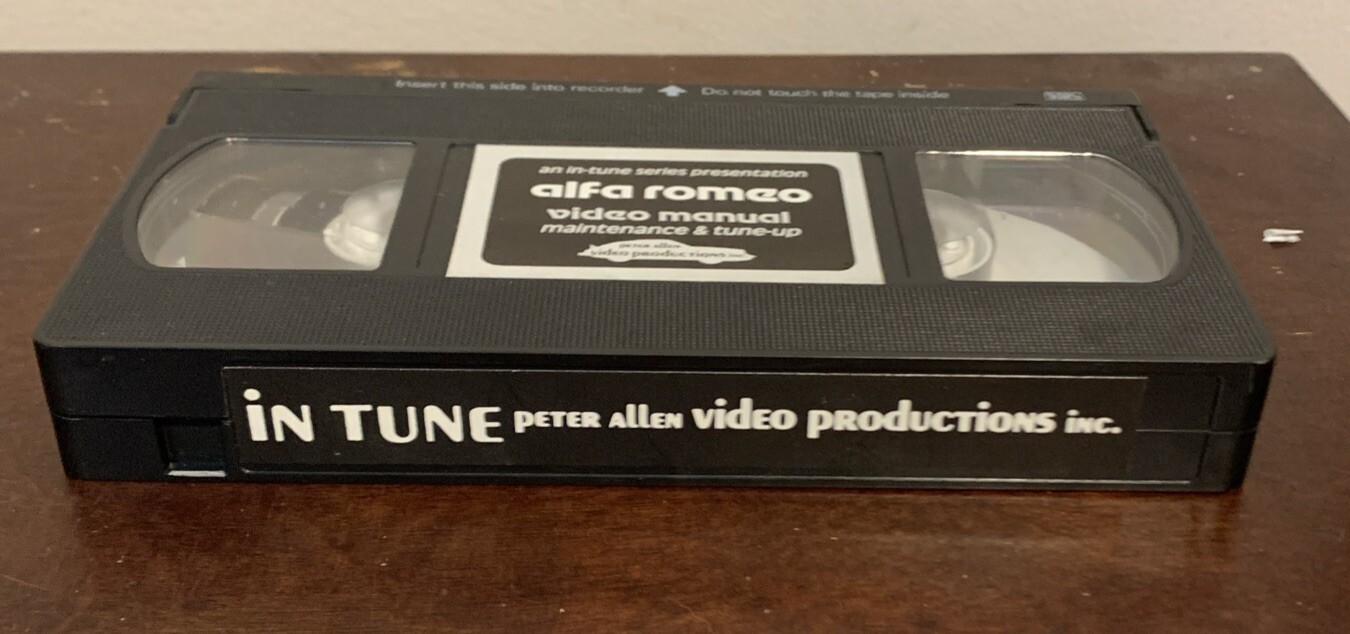 Insert this side into recorder Do not touch the tape inside VHS
an in-tune series presentation
alfa romeo
video manual
maintenance & tune-up
peter allen
video productions inc.
iN TUNE PETER AllEN VidEO PROducTiONS iNc.